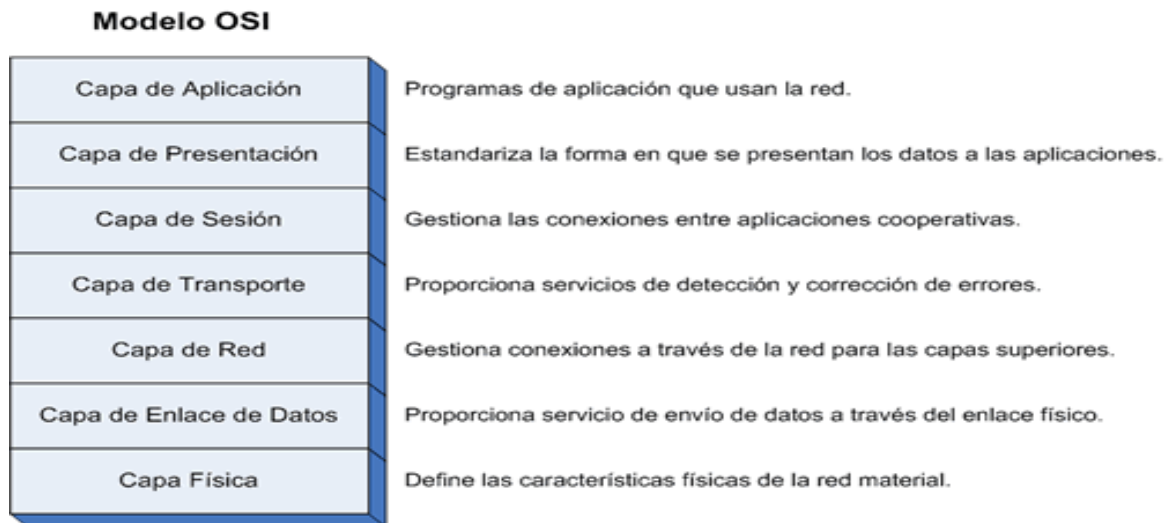 Modelo OSI
Capa de Aplicación
Programas de aplicación que usan la red.
Capa de Presentación
Estandariza la forma en que se presentan los datos a las aplicaciones.
Capa de Sesión
Gestiona las conexiones entre aplicaciones cooperativas.
Capa de Transporte
Proporciona servicios de detección y corrección de errores.
Capa de Red
Gestiona conexiones a través de la red para las capas superiores.
Capa de Enlace de Datos
Proporciona servicio de envío de datos a través del enlace físico.
Capa Física
Define las características físicas de la red material.